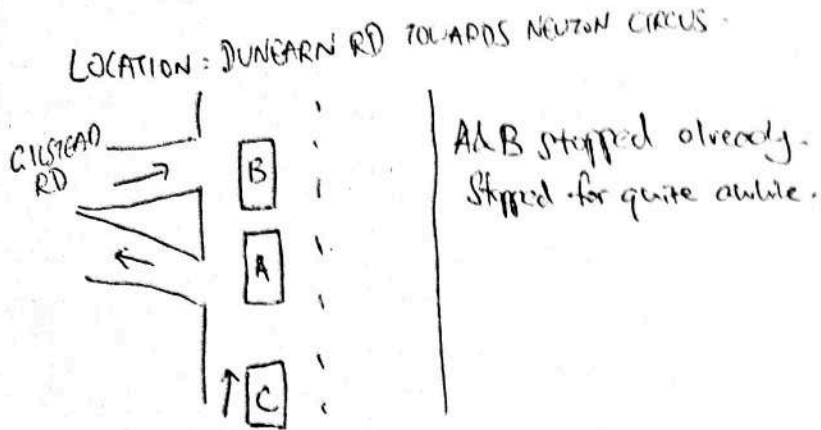 LOCATION: DUNEARN RD TOWARDS NEWTON CIRCUS.
GILSTEAD
RD
A&B stopped already.
Stopped for quite awhile.
B
A
C